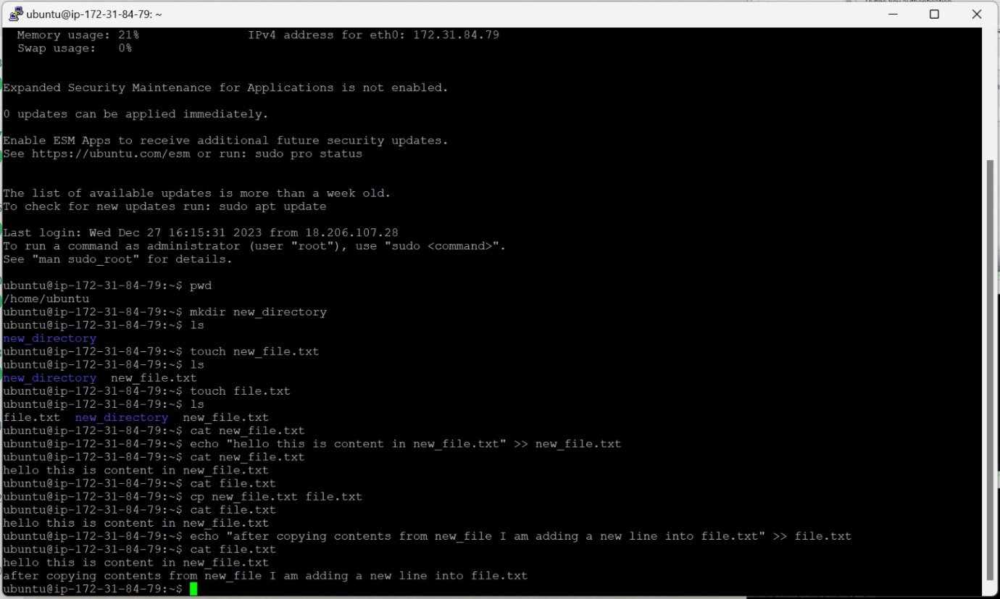 ubuntu@ip-172-31-84-79: ~
Memory usage: 21% IPv4 address for eth0: 172.31.84.79
Swap usage: 0%
Expanded Security Maintenance for Applications is not enabled.
0 updates can be applied immediately.
Enable ESM Apps to receive additional future security updates.
See https://ubuntu.com/esm or run: sudo pro status
The list of available updates is more than a week old.
To check for new updates run: sudo apt update
Last login: Wed Dec 27 16:15:31 2023 from 18.206.107.28
To run a command as administrator (user "root"), use "sudo <command>".
See "man sudo_root" for details.
ubuntu@ip-172-31-84-79:~$ pwd
/home/ubuntu
ubuntu@ip-172-31-84-79:~$ mkdir new_directory
ubuntu@ip-172-31-84-79:~$ ls
new_directory
ubuntu@ip-172-31-84-79:~$ touch new_file.txt
ubuntu@ip-172-31-84-79:~$ ls
new_directory new_file.txt
ubuntu@ip-172-31-84-79:~$ touch file.txt
ubuntu@ip-172-31-84-79:~$ ls
file.txt new_directory new_file.txt
ubuntu@ip-172-31-84-79:~$ cat new_file.txt
ubuntu@ip-172-31-84-79:~$ echo "hello this is content in new_file.txt" >> new_file.txt
ubuntu@ip-172-31-84-79:~$ cat new_file.txt
hello this is content in new_file.txt
ubuntu@ip-172-31-84-79:~$ cat file.txt
ubuntu@ip-172-31-84-79:~$ cp new_file.txt file.txt
ubuntu@ip-172-31-84-79:~$ cat file.txt
hello this is content in new_file.txt
ubuntu@ip-172-31-84-79:~$ echo "after copying contents from new_file I am adding a new line into file.txt" >> file.txt
ubuntu@ip-172-31-84-79:~$ cat file.txt
hello this is content in new_file.txt
after copying contents from new_file I am adding a new line into file.txt
ubuntu@ip-172-31-84-79:~$